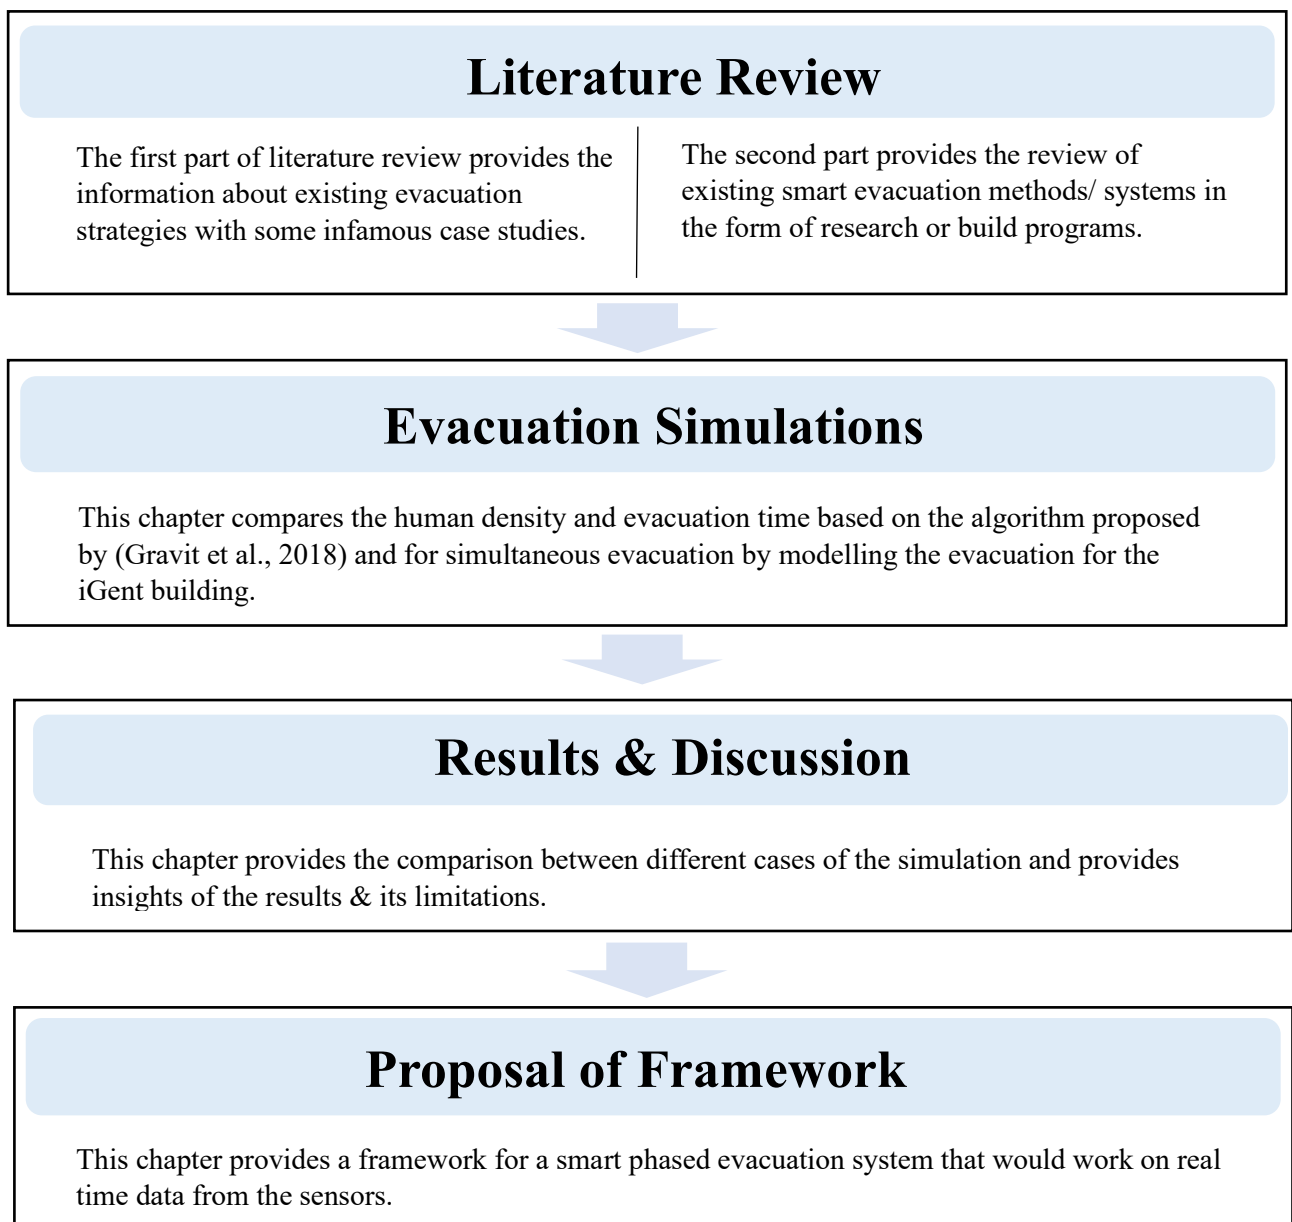 Literature Review
The first part of literature review provides the
information about existing evacuation
strategies with some infamous case studies.
The second part provides the review of
existing smart evacuation methods/ systems in
the form of research or build programs.
Evacuation Simulations
This chapter compares the human density and evacuation time based on the algorithm proposed
by (Gravit et al., 2018) and for simultaneous evacuation by modelling the evacuation for the
iGent building.
Results & Discussion
This chapter provides the comparison between different cases of the simulation and provides
insights of the results & its limitations.
Proposal of Framework
This chapter provides a framework for a smart phased evacuation system that would work on real
time data from the sensors.